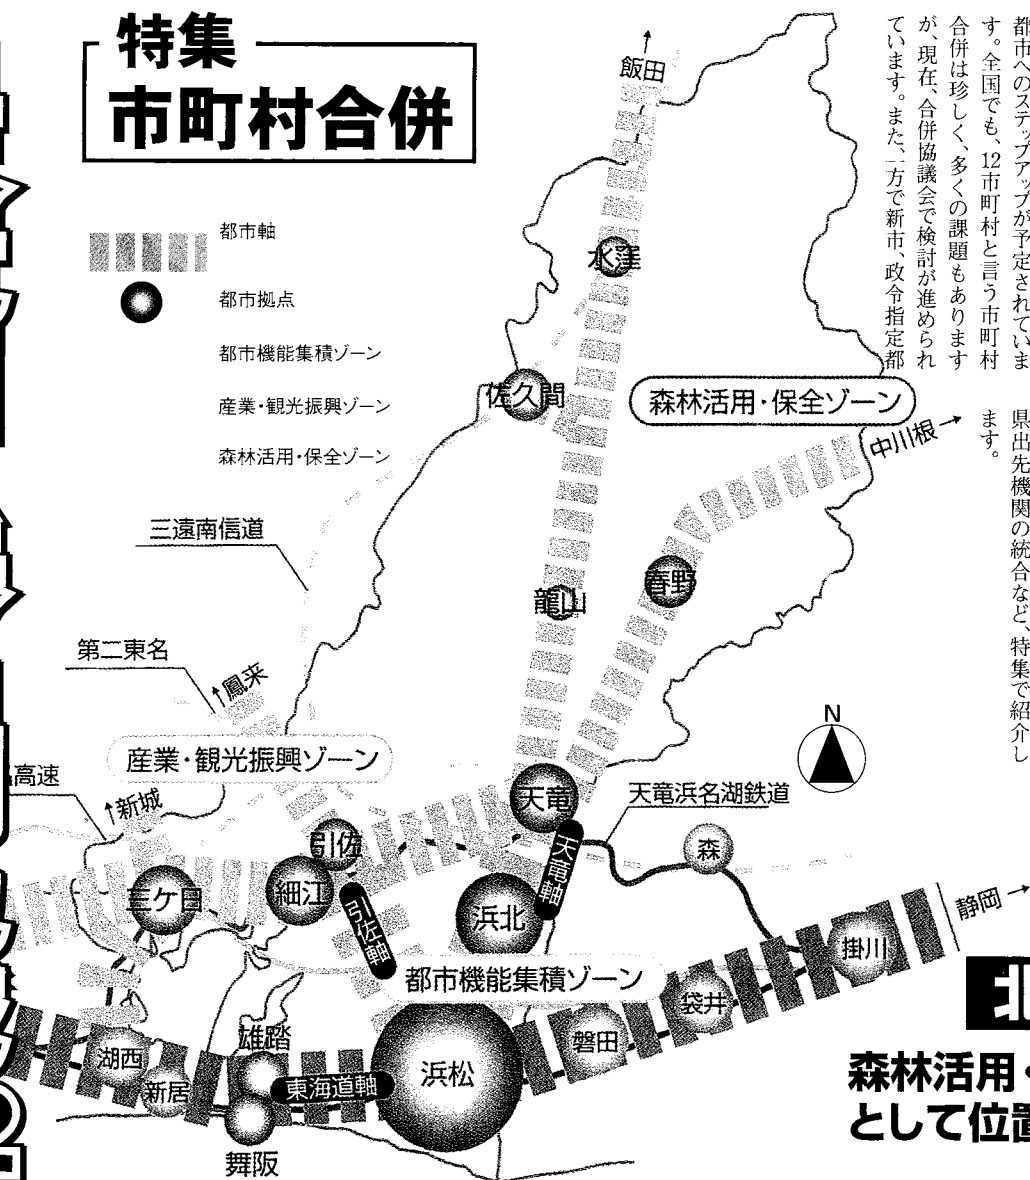 特集
市町村合併
都市へのステップアップが予定されていま
す。全国でも、12市町村と言う市町村
合併は珍しく、多くの課題もあります
が、現在、合併協議会で検討が進められ
ています。また、一方で新市、政令指定都
県出先機関の統合など、特集で紹介し
ます。
都市軸
都市拠点
都市機能集積ゾーン
産業・観光振興ゾーン
森林活用・保全ゾーン
↑飯田
水窪
佐久間
森林活用・保全ゾーン
中川根→
三遠南信道
龍山
春野
第二東名
↑鳳来
N
産業・観光振興ゾーン
高速
↑新城
天竜
天竜浜名湖鉄道
引佐
天竜軸
森
三ケ日
細江
引佐軸
浜北
静岡→
掛川
都市機能集積ゾーン
袋井
北
湖西
雄踏
磐田
新居
東海道軸
浜松
舞阪
森林活用・
として位置